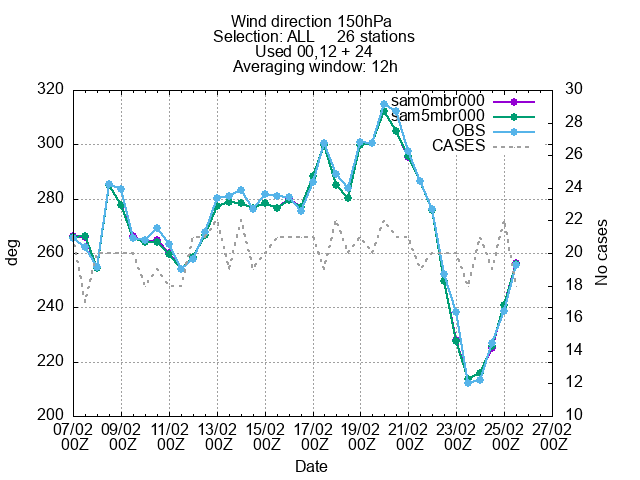 Wind direction 150hPa
Selection: ALL 26 stations
Used 00,12 + 24
Averaging window: 12h
sam0mbr000
sam5mbr000
OBS
CASES
320
300
280
260
240
220
200
deg
30
28
26
24
22
20
18
16
14
12
10
No cases
07/02 09/02 11/02 13/02 15/02 17/02 19/02 21/02 23/02 25/02 27/02
00Z 00Z 00Z 00Z 00Z 00Z 00Z 00Z 00Z 00Z 00Z
Date